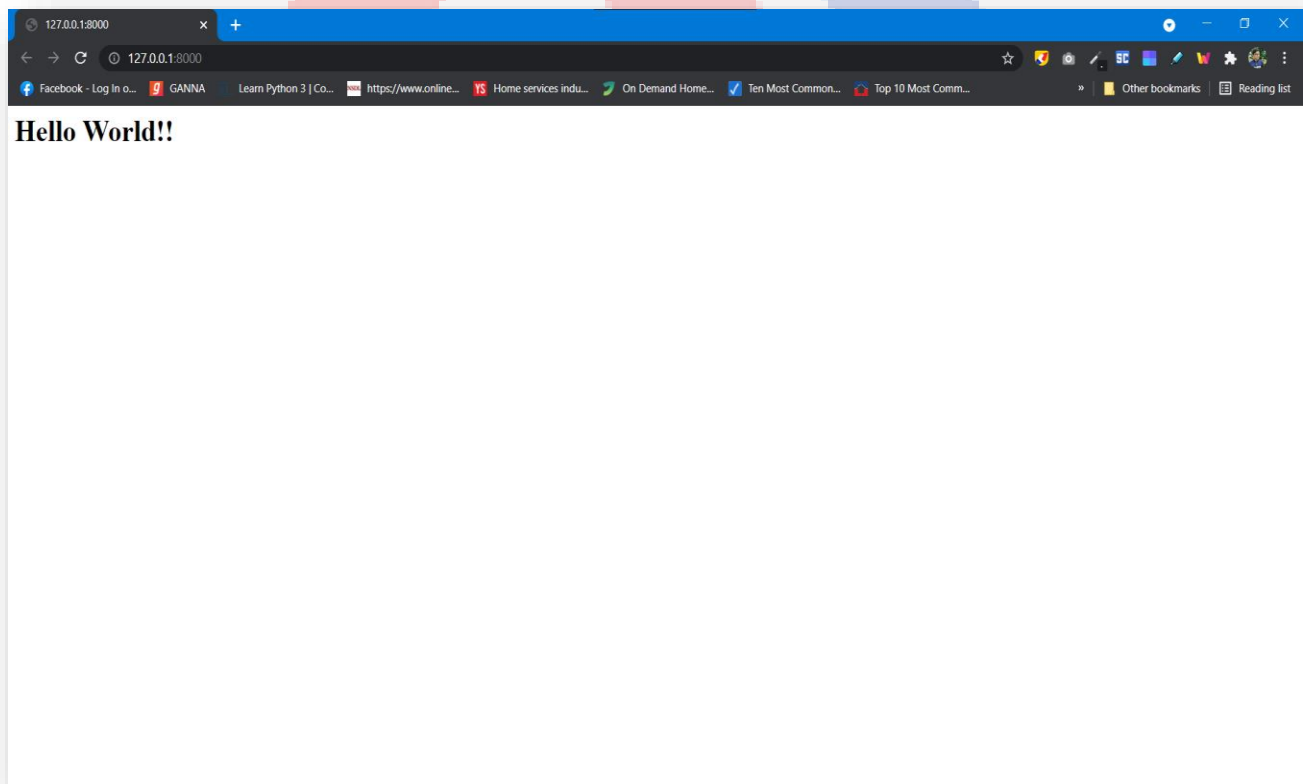 127.0.0.1:8000
127.0.0.1:8000
SC
Facebook - Log In o... g GANNA Learn Python 3 | Co... https://www.online... YS Home services indu... On Demand Home... Ten Most Common... Top 10 Most Comm... » Other bookmarks Reading list
Hello World!!